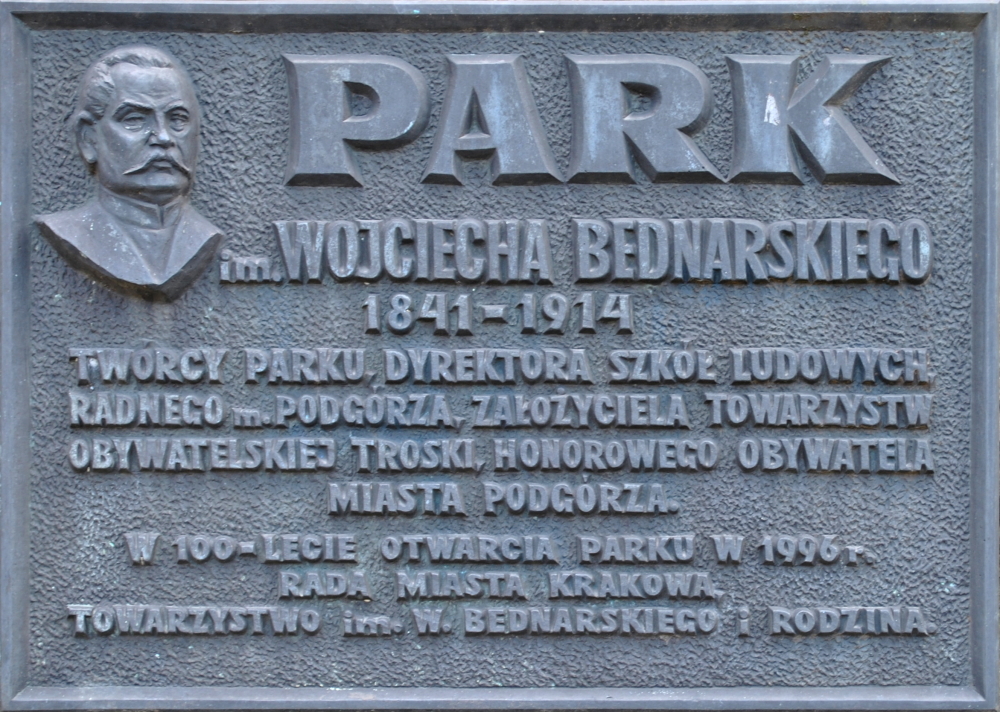 PARK
im. WOJCIECHA BEDNARSKIEGO
1841-1914
TWÓRCY PARKU, DYREKTORA SZKÓŁ LUDOWYCH,
RADNEGO m. PODGÓRZA, ZAŁOŻYCIELA TOWARZYSTW
OBYWATELSKIEJ TROSKI, HONOROWEGO OBYWATELA
MIASTA PODGÓRZA.
W 100-LECIE OTWARCIA PARKU W 1996 r.
RADA MIASTA KRAKOWA,
TOWARZYSTWO im. W. BEDNARSKIEGO i RODZINA.